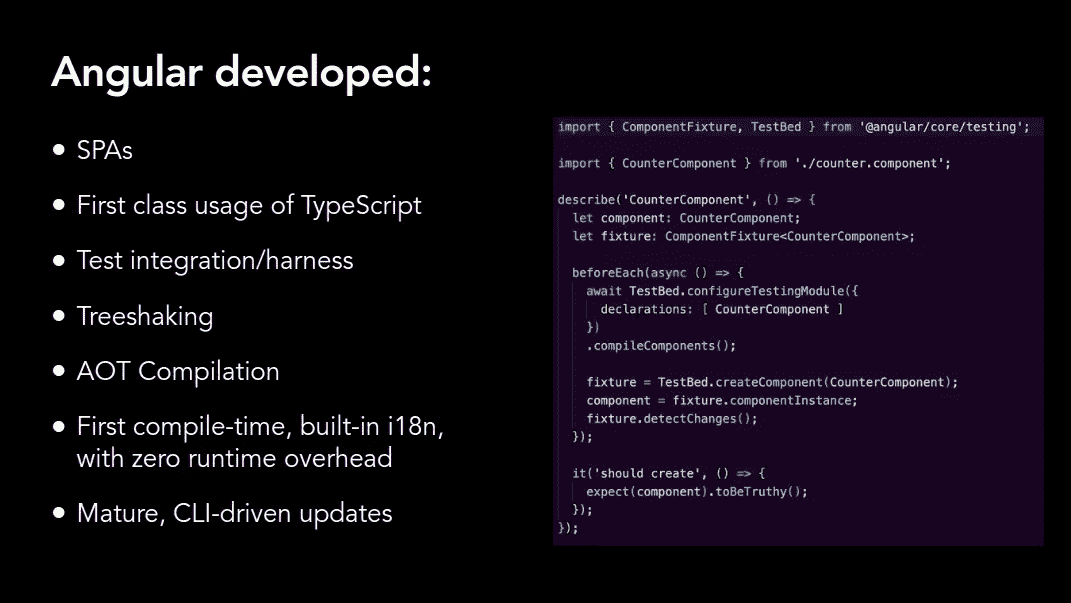 Angular developed:
• SPAs
• First class usage of TypeScript
• Test integration/harness
• Treeshaking
• AOT Compilation
• First compile-time, built-in i18n,
with zero runtime overhead
• Mature, CLI-driven updates
import { ComponentFixture, TestBed } from '@angular/core/testing';
import { CounterComponent } from './counter.component';
describe('CounterComponent', () => {
  let component: CounterComponent;
  let fixture: ComponentFixture<CounterComponent>;
  beforeEach(async () => {
    await TestBed.configureTestingModule({
      declarations: [ CounterComponent ]
    })
    .compileComponents();
    fixture = TestBed.createComponent(CounterComponent);
    component = fixture.componentInstance;
    fixture.detectChanges();
  });
  it('should create', () => {
    expect(component).toBeTruthy();
  });
});